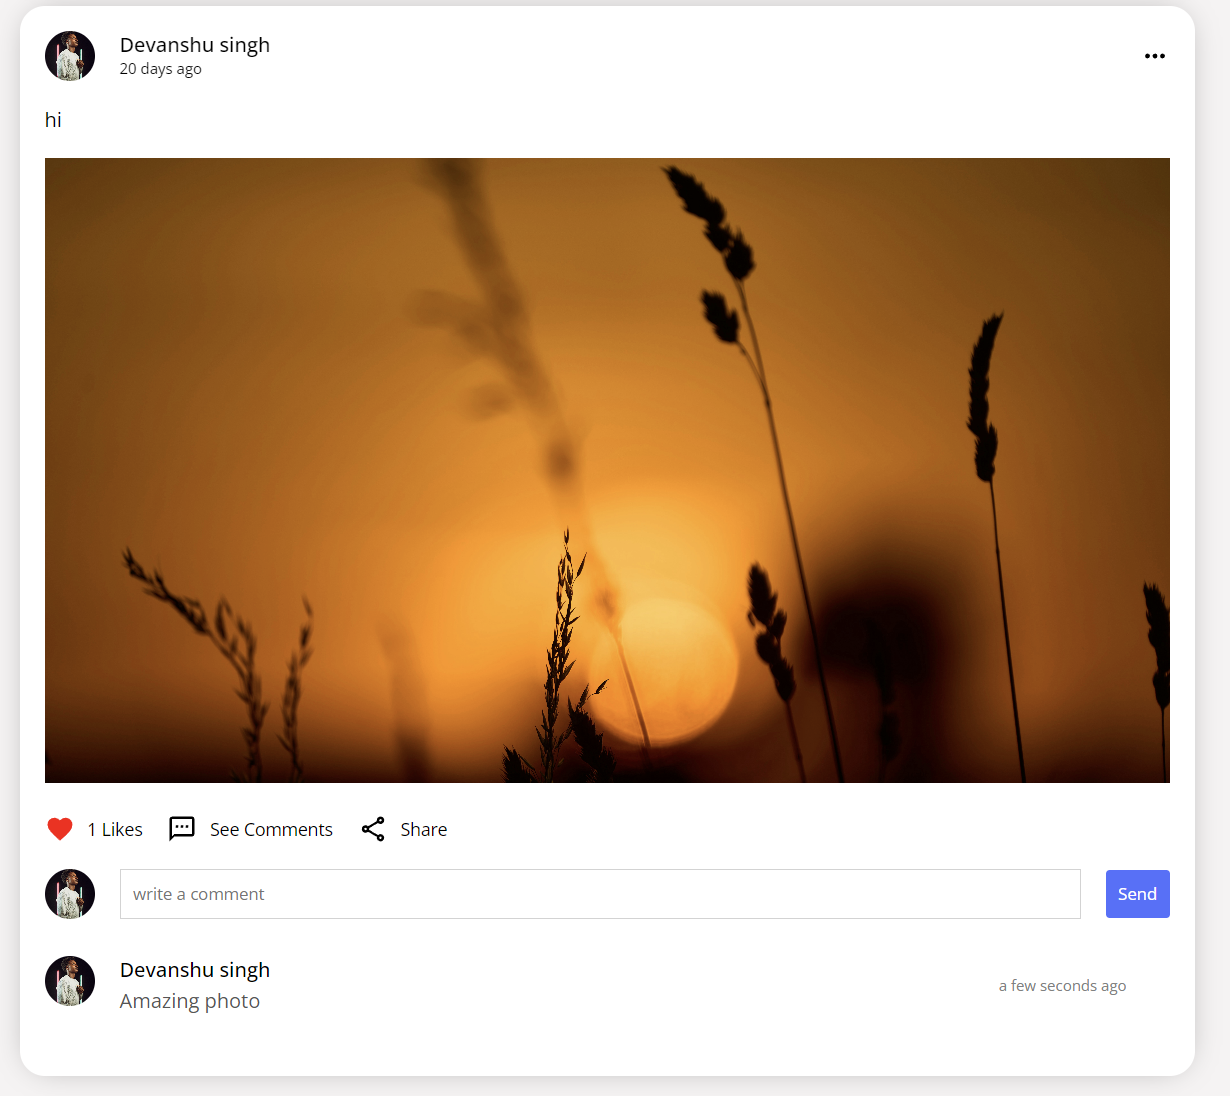 Devanshu singh
20 days ago
hi
1 Likes
See Comments
Share
write a comment
Send
Devanshu singh
Amazing photo
a few seconds ago